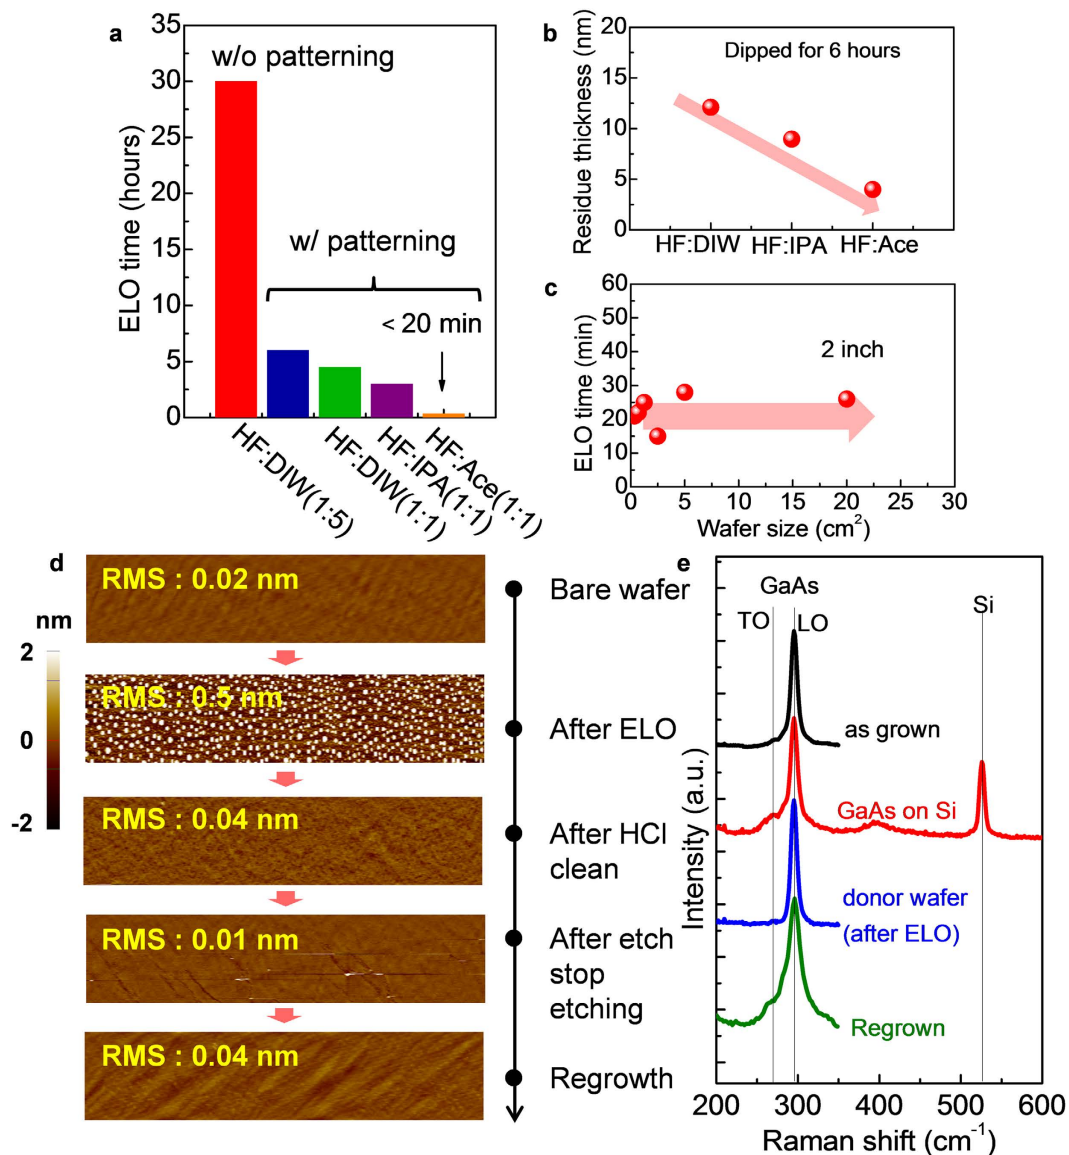 a
35
30
25
20
15
10
5
0
ELO time (hours)
w/o patterning
w/ patterning
< 20 min
HF:DIW(1:5)
HF:DIW(1:1)
HF:IPA(1:1)
HF:Ace(1:1)
b
20
15
10
5
0
Residue thickness (nm)
Dipped for 6 hours
HF:DIW
HF:IPA
HF:Ace
c
60
50
40
30
20
10
0
ELO time (min)
2 inch
0 5 10 15 20 25 30
Wafer size (cm²)
d
nm
2
0
-2
RMS : 0.02 nm
Bare wafer
RMS : 0.5 nm
After ELO
RMS : 0.04 nm
After HCl
clean
RMS : 0.01 nm
After etch
stop
etching
RMS : 0.04 nm
Regrowth
e
GaAs
TO
LO
Si
as grown
GaAs on Si
donor wafer
(after ELO)
Regrown
Intensity (a.u.)
200 300 400 500 600
Raman shift (cm⁻¹)